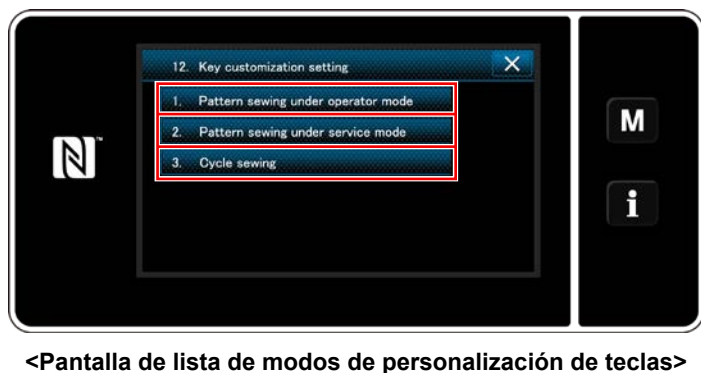 12. Key customization setting
1. Pattern sewing under operator mode
2. Pattern sewing under service mode
3. Cycle sewing
M
i
<Pantalla de lista de modos de personalización de teclas>